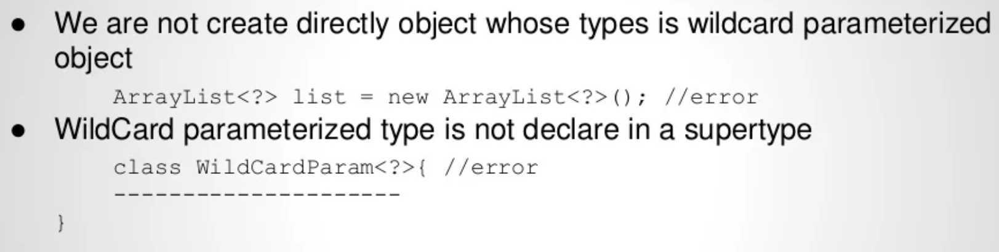 ● We are not create directly object whose types is wildcard parameterized
object
ArrayList<?> list = new ArrayList<?>(); //error
● WildCard parameterized type is not declare in a supertype
class WildCardParam<?>{ //error
---------------------
}